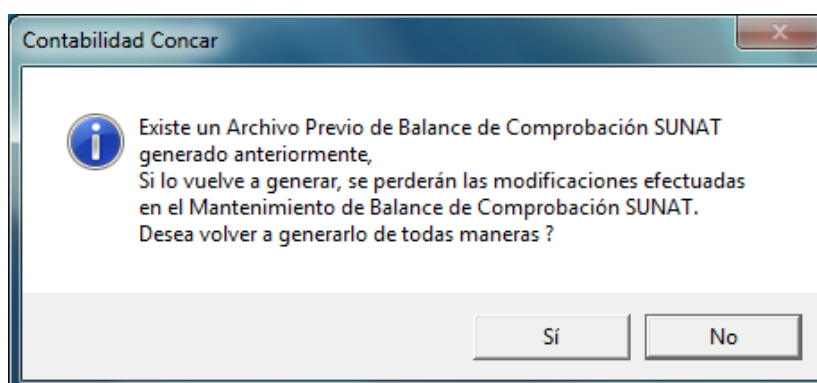 Contabilidad Concar
Existe un Archivo Previo de Balance de Comprobación SUNAT
generado anteriormente,
Si lo vuelve a generar, se perderán las modificaciones efectuadas
en el Mantenimiento de Balance de Comprobación SUNAT.
Desea volver a generarlo de todas maneras ?
Sí
No